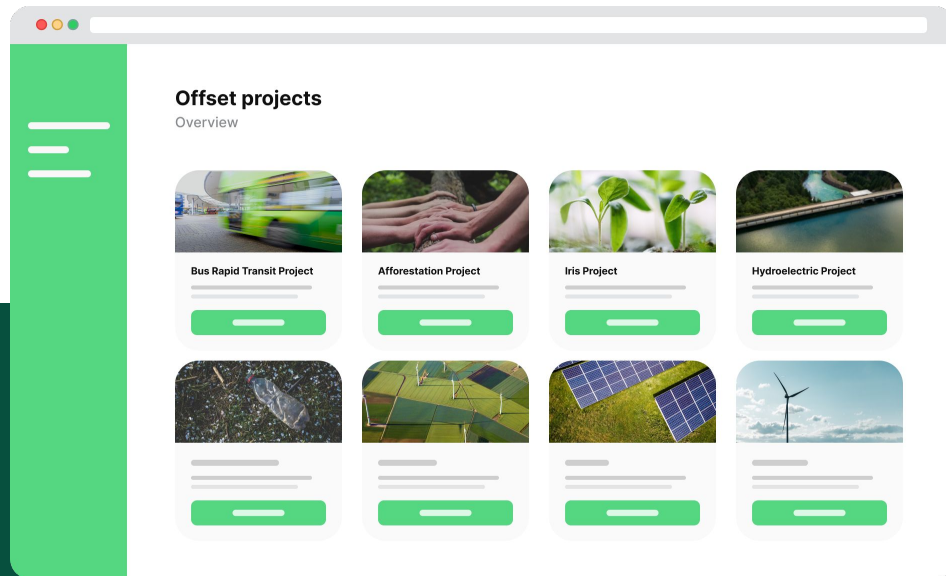 Offset projects
Overview
Bus Rapid Transit Project
Afforestation Project
Iris Project
Hydroelectric Project